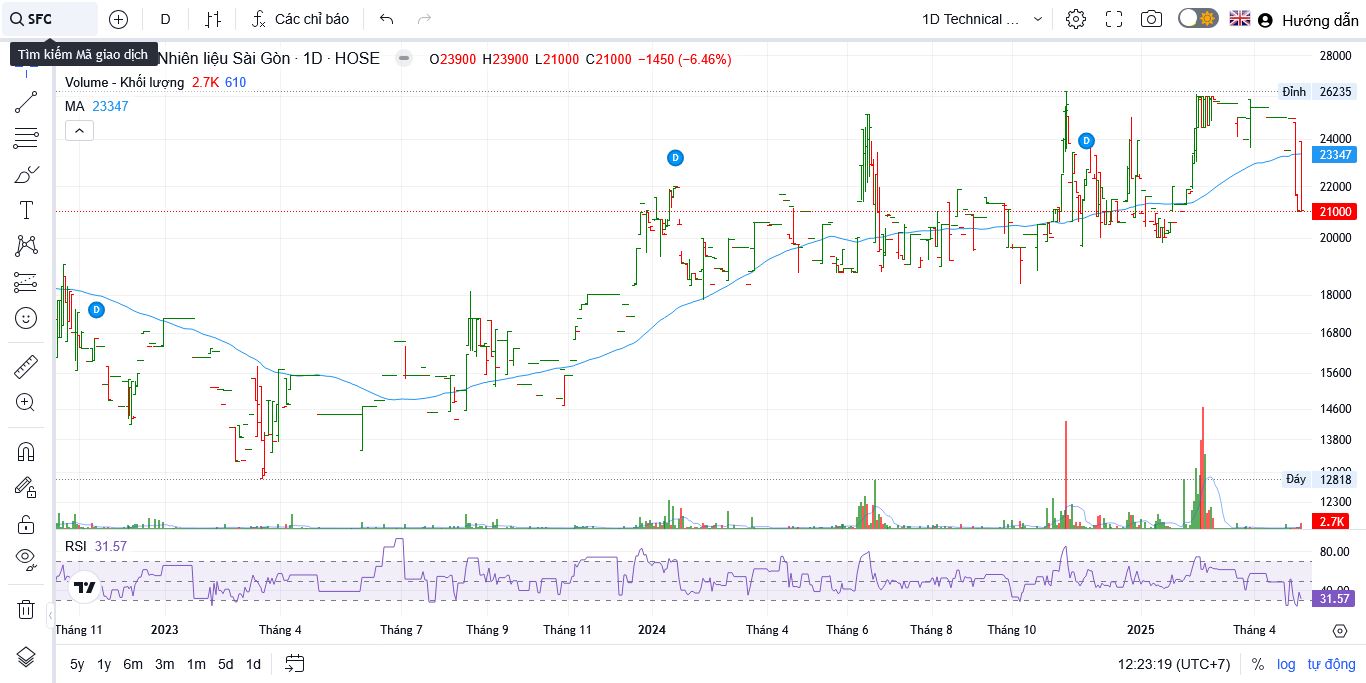 SFC D Các chỉ báo 1D Technical ... Hướng dẫn
Tìm kiếm Mã giao dịch
Nhiên liệu Sài Gòn · 1D · HOSE O23900 H23900 L21000 C21000 −1450 (−6.46%)
Volume - Khối lượng 2.7K 610
MA 23347
28000
Đỉnh 26235
24000
23347
22000
21000
20000
18000
16800
15600
14600
13800
Đáy 12818
12300
2.7K
D
D
D
RSI 31.57
80.00
40.00
31.57
Tháng 11 2023 Tháng 4 Tháng 7 Tháng 9 Tháng 11 2024 Tháng 4 Tháng 6 Tháng 8 Tháng 10 2025 Tháng 4
5y 1y 6m 3m 1m 5d 1d 12:23:19 (UTC+7) % log tự động